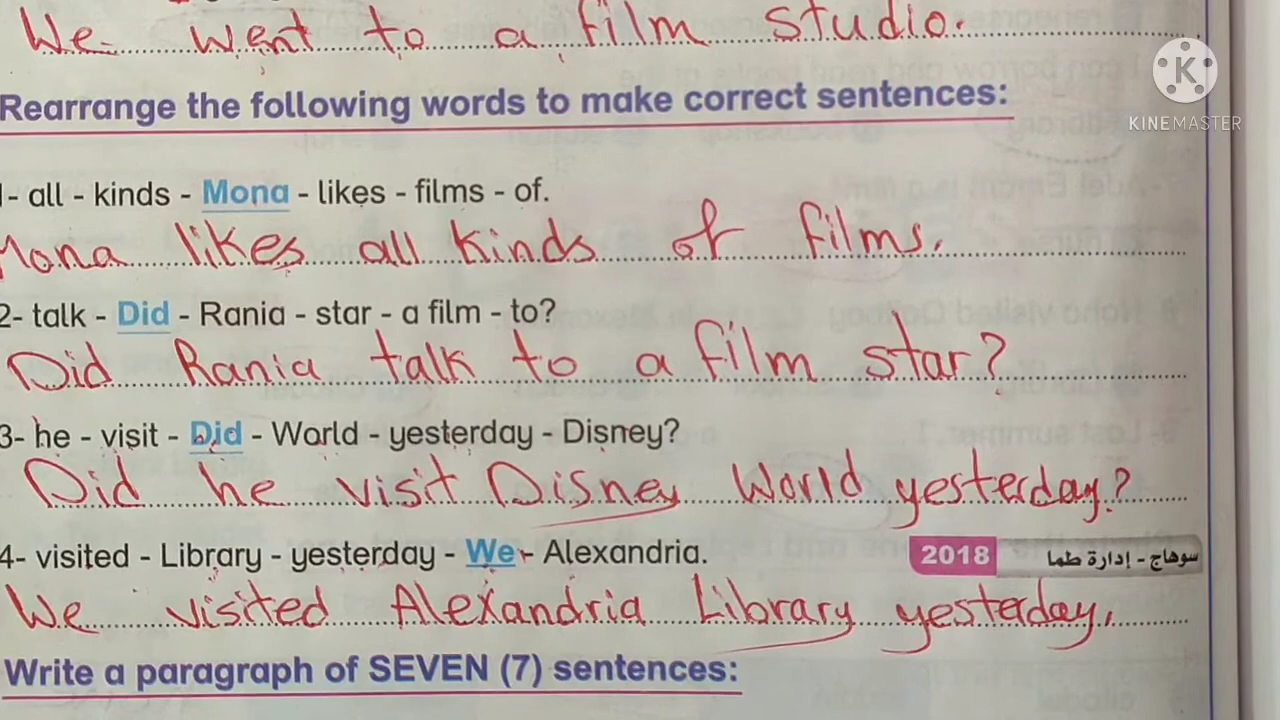 We went to a film studio.
KINEMASTER
Rearrange the following words to make correct sentences:
1- all - kinds - Mona - likes - films - of.
Mona likes all kinds of films.
2- talk - Did - Rania - star - a film - to?
Did Rania talk to a film star?
3- he - visit - Did - World - yesterday - Disney?
Did he visit Disney World yesterday?
4- visited - Library - yesterday - We - Alexandria.
2018 سوهاج - إدارة طما
We visited Alexandria Library yesterday.
Write a paragraph of SEVEN (7) sentences: